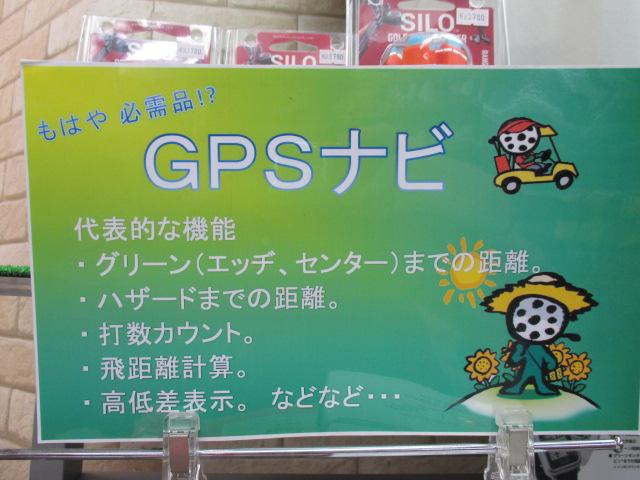 SILO
SILO
SILO
もはや 必需品!?
GPSナビ
代表的な機能
・グリーン(エッヂ、センター)までの距離。
・ハザードまでの距離。
・打数カウント。
・飛距離計算。
・高低差表示。 などなど・・・